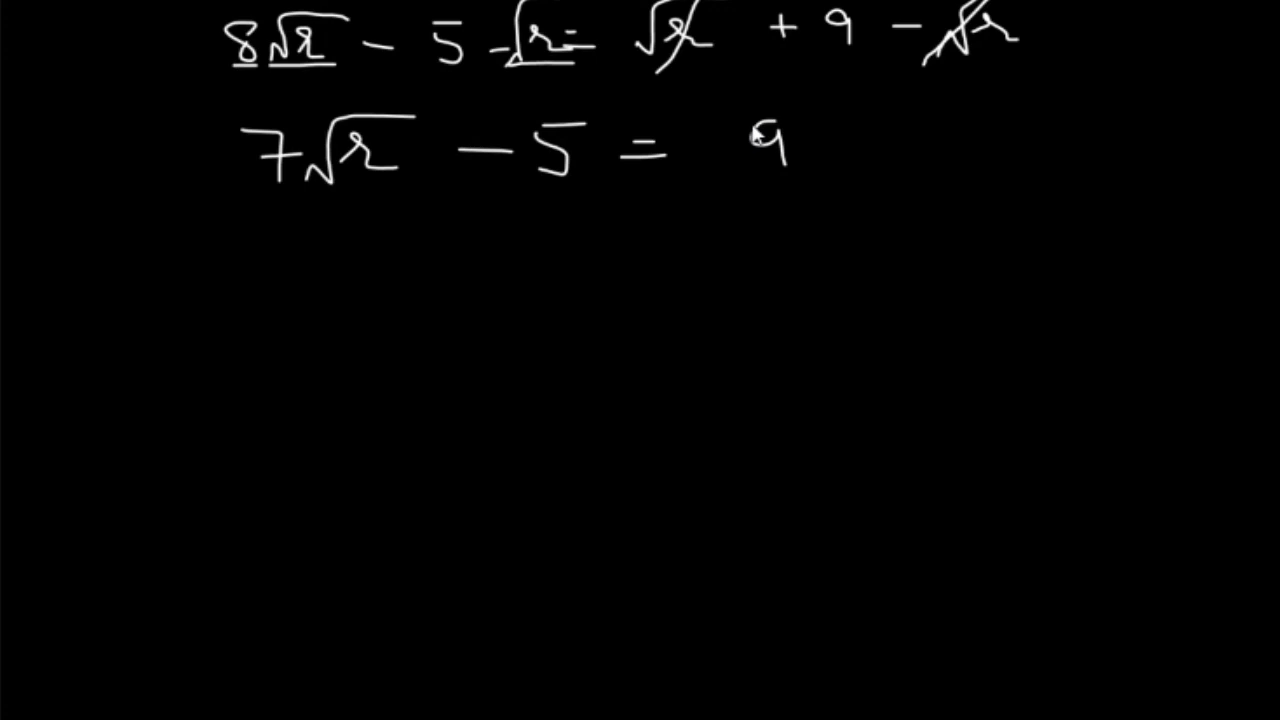 8√r - 5 - √r = √r + 9 - √r
7√r - 5 = 9